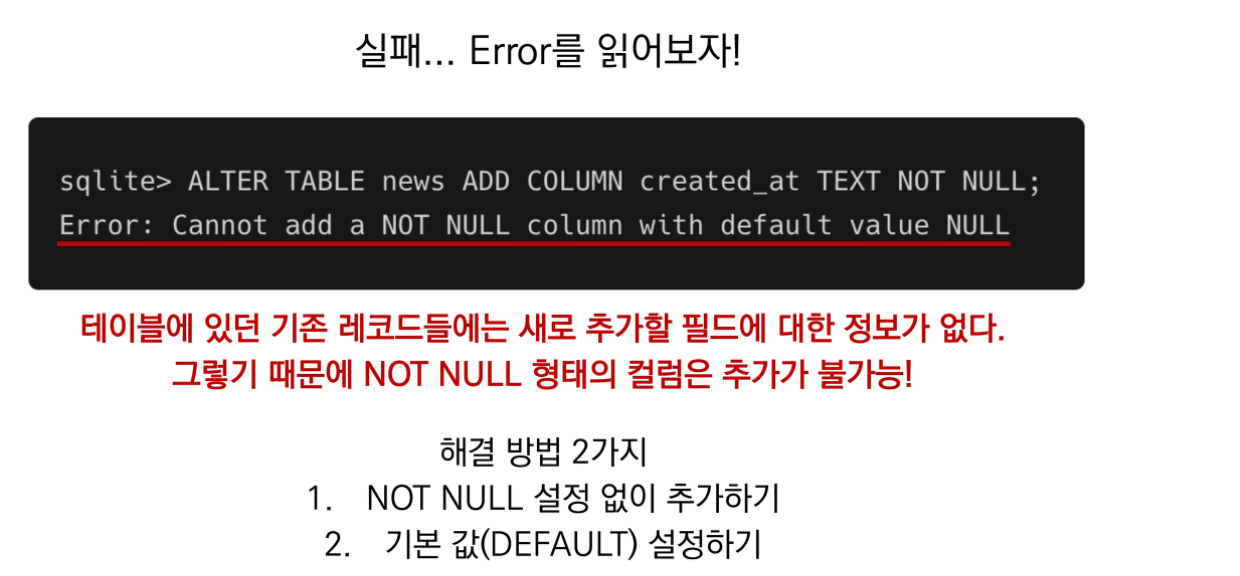 실패... Error를 읽어보자!
sqlite> ALTER TABLE news ADD COLUMN created_at TEXT NOT NULL;
Error: Cannot add a NOT NULL column with default value NULL
테이블에 있던 기존 레코드들에는 새로 추가할 필드에 대한 정보가 없다.
그렇기 때문에 NOT NULL 형태의 컬럼은 추가가 불가능!
해결 방법 2가지
1. NOT NULL 설정 없이 추가하기
2. 기본 값(DEFAULT) 설정하기